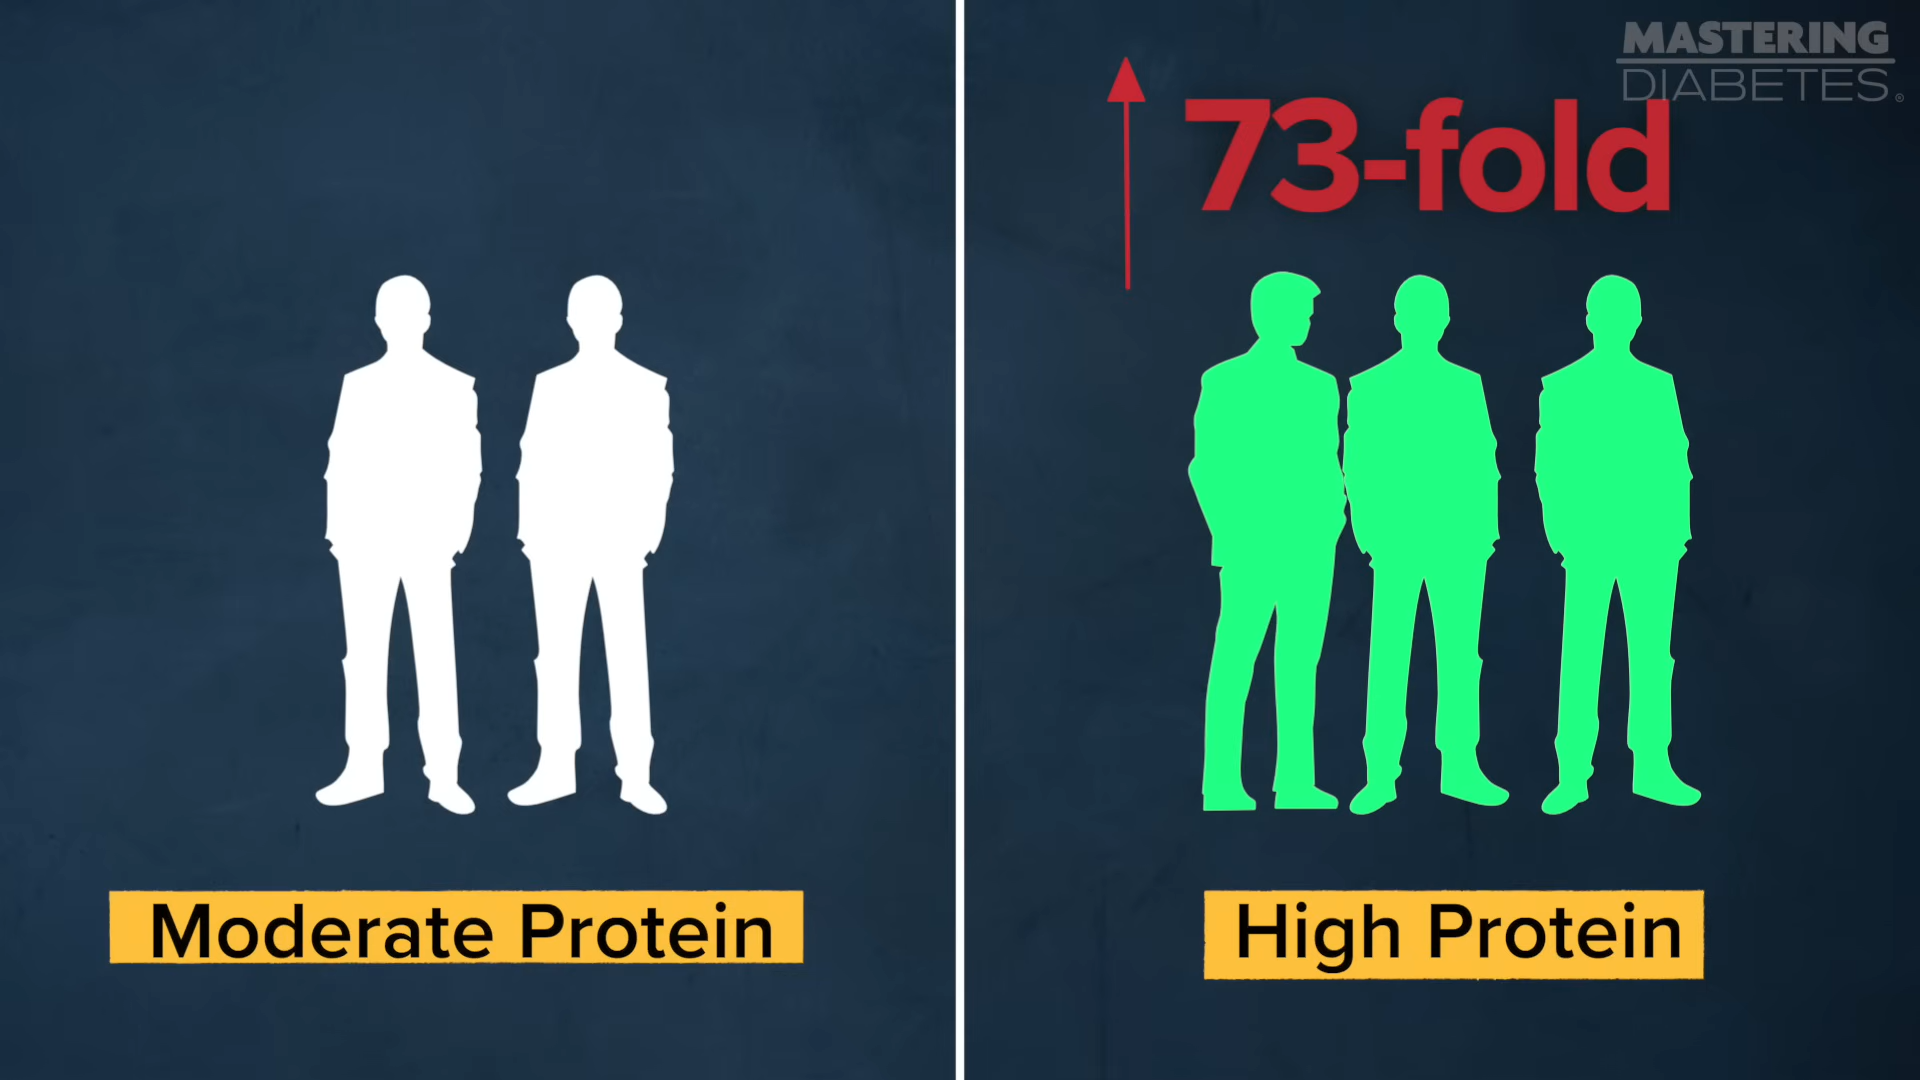 MASTERING
DIABETES®
73-fold
Moderate Protein
High Protein